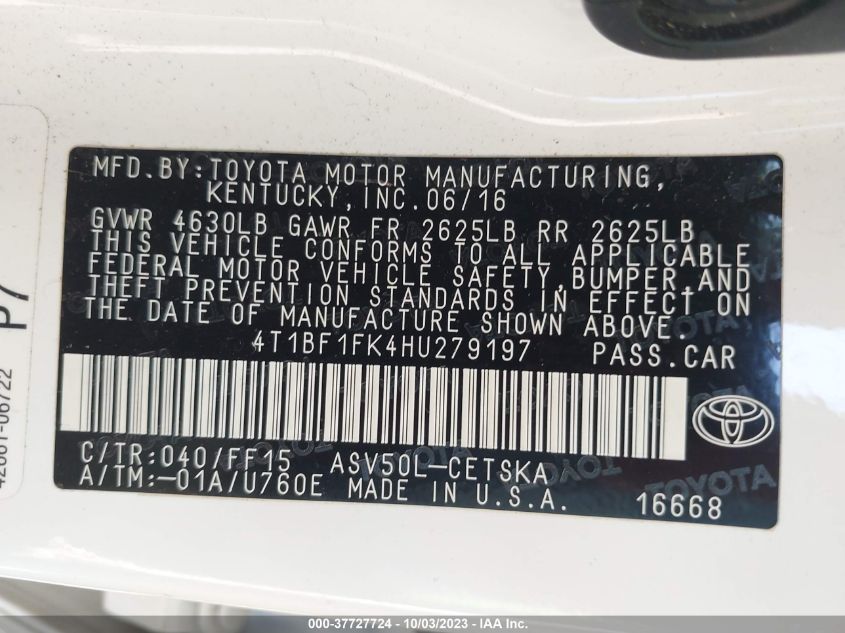 MFD.BY:TOYOTA MOTOR MANUFACTURING,
KENTUCKY,INC.06/16
GVWR 4630LB GAWR FR 2625LB RR 2625LB
THIS VEHICLE CONFORMS TO ALL APPLICABLE
FEDERAL MOTOR VEHICLE SAFETY,BUMPER,AND
THEFT PREVENTION STANDARDS IN EFFECT ON
THE DATE OF MANUFACTURE SHOWN ABOVE.
4T1BF1FK4HU279197 PASS.CAR
C/TR:040/FF15 ASV50L-CETSKA
A/TM:-01A/U760E MADE IN U.S.A. 16668
TOYOTA
P7
000-37727724 - 10/03/2023 - IAA Inc.